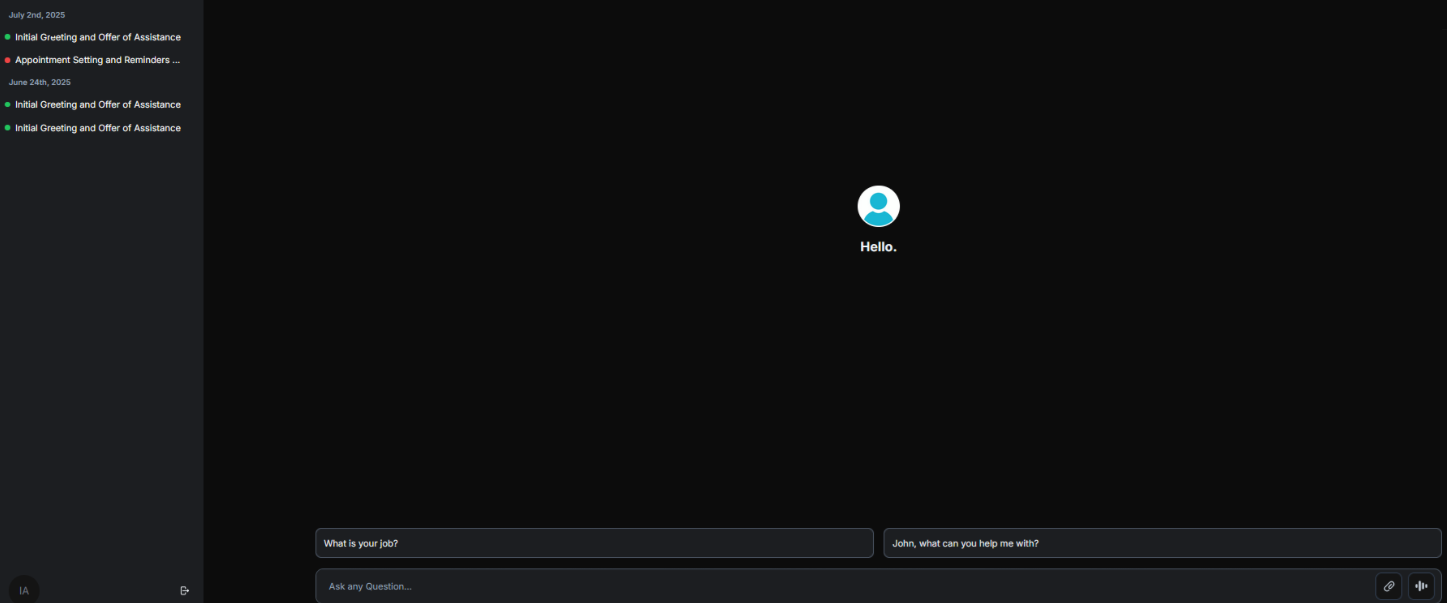 July 2nd, 2025
Initial Greeting and Offer of Assistance
Appointment Setting and Reminders ...
June 24th, 2025
Initial Greeting and Offer of Assistance
Initial Greeting and Offer of Assistance
Hello.
What is your job?
John, what can you help me with?
Ask any Question...
IA